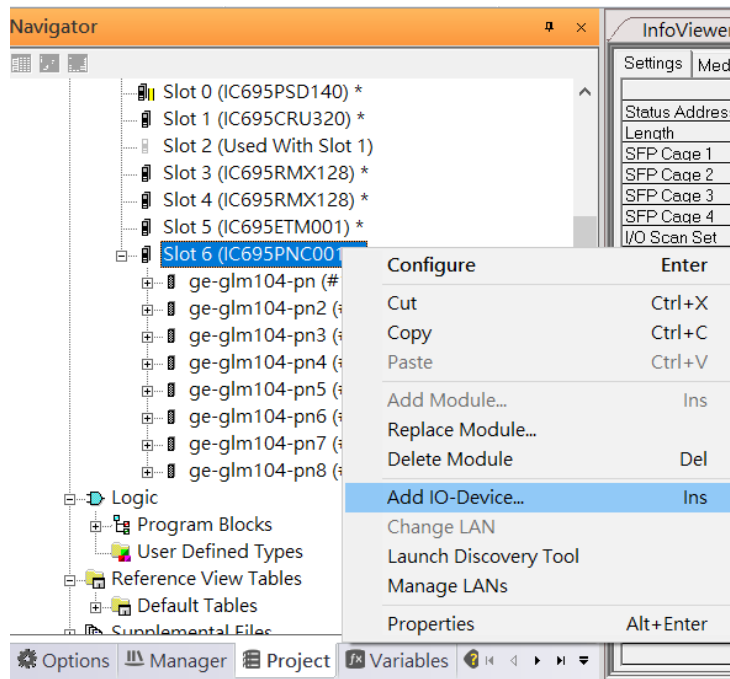 Navigator
InfoViewer
Settings
Slot 0 (IC695PSD140) *
Slot 1 (IC695CRU320) *
Status Addres
Slot 2 (Used With Slot 1)
Length
SFP Cage 1
Slot 3 (IC695RMX128) *
SFP Cage 2
Slot 4 (IC695RMX128) *
SFP Cage 3
Slot 5 (IC695ETM001) *
SFP Cage 4
I/O Scan Set
Slot 6 (IC695PNC001
Configure Enter
ge-glm104-pn (#
Cut Ctrl+X
ge-glm104-pn2 (
Copy Ctrl+C
ge-glm104-pn3 (
Paste Ctrl+V
ge-glm104-pn4 (
ge-glm104-pn5 (
Add Module... Ins
ge-glm104-pn6 (
Replace Module...
ge-glm104-pn7 (
Delete Module Del
ge-glm104-pn8 (
Logic
Add IO-Device... Ins
Program Blocks
Change LAN
User Defined Types
Launch Discovery Tool
Reference View Tables
Manage LANs
Default Tables
Properties Alt+Enter
Supplemental Files
Options Manager Project Variables